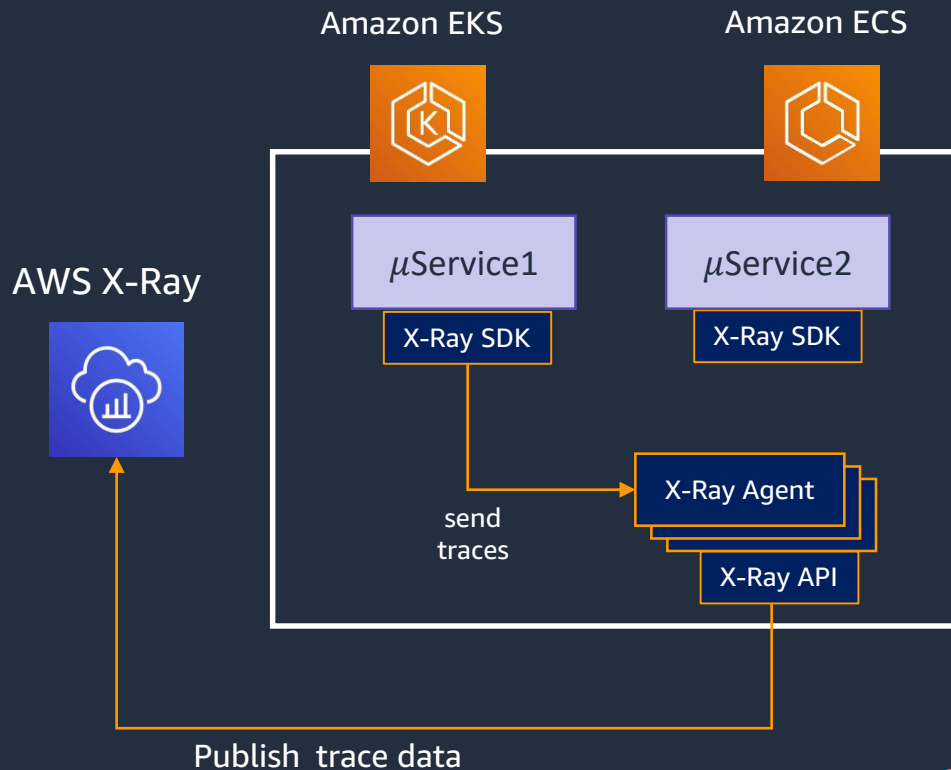 Amazon EKS
Amazon ECS
K
AWS X-Ray
𝜇Service1
𝜇Service2
X-Ray SDK
X-Ray SDK
X-Ray Agent
send
traces
X-Ray API
Publish trace data